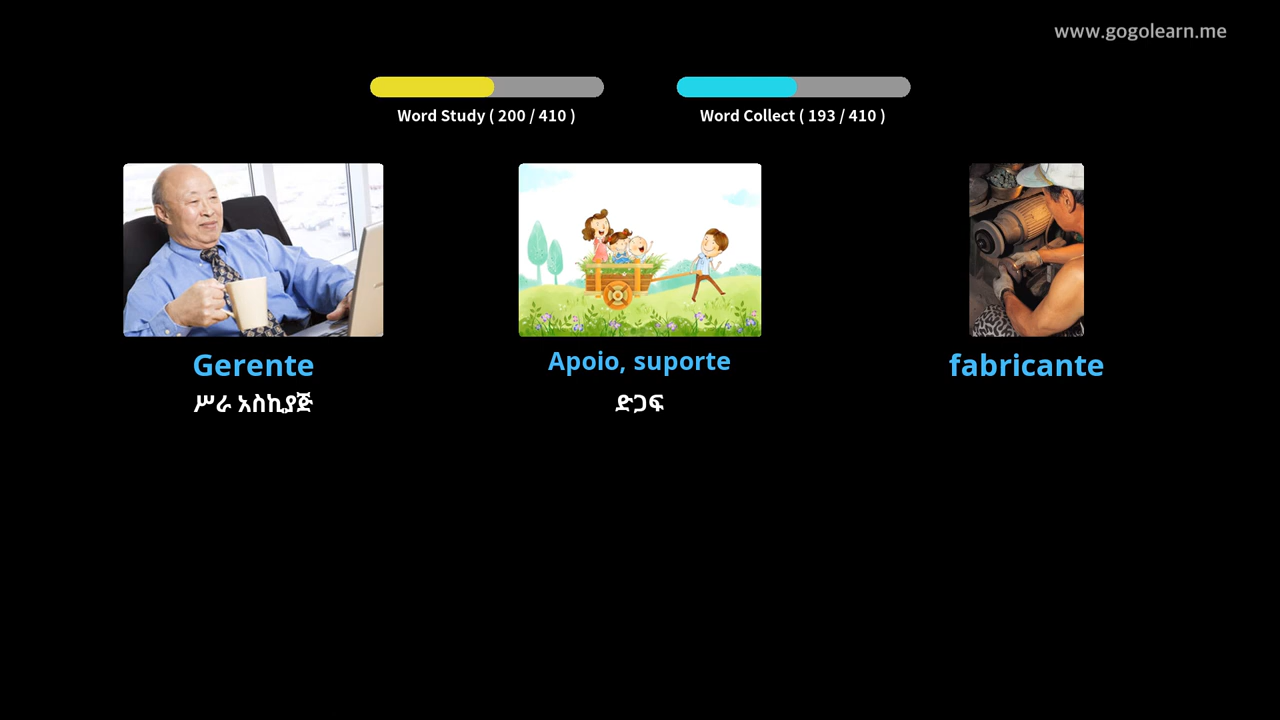 www.gogolearn.me
Word Study ( 200 / 410 )
Word Collect ( 193 / 410 )
Gerente
ሥራ አስኪያጅ
Apoio, suporte
ድጋፍ
fabricante